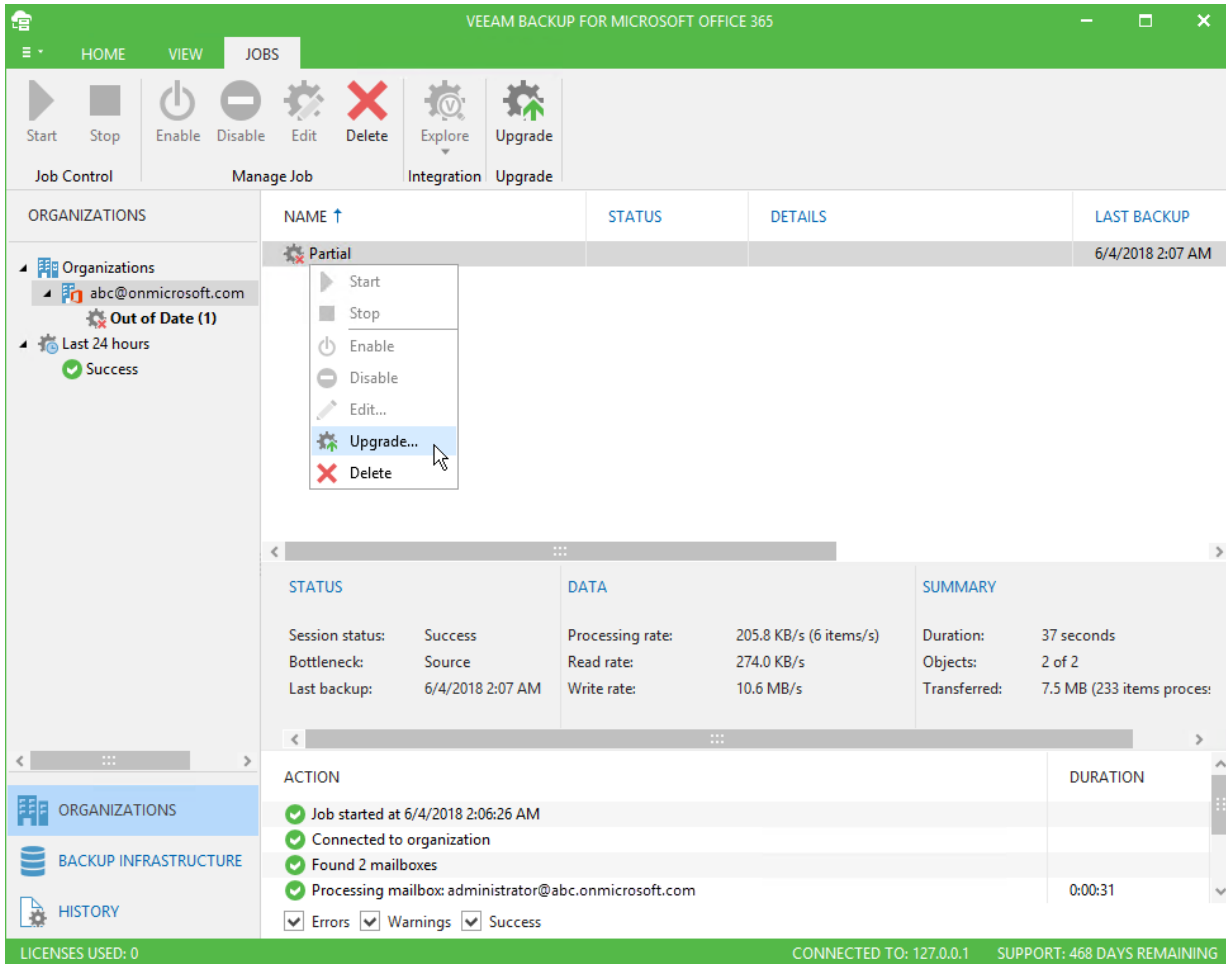 VEEAM BACKUP FOR MICROSOFT OFFICE 365
HOME VIEW JOBS
Start Stop Enable Disable Edit Delete Explore Upgrade
Job Control Manage Job Integration Upgrade
ORGANIZATIONS
Organizations
abc@onmicrosoft.com
Out of Date (1)
Last 24 hours
Success
NAME STATUS DETAILS LAST BACKUP
Partial 6/4/2018 2:07 AM
Start
Stop
Enable
Disable
Edit...
Upgrade...
Delete
STATUS DATA SUMMARY
Session status: Success Processing rate: 205.8 KB/s (6 items/s) Duration: 37 seconds
Bottleneck: Source Read rate: 274.0 KB/s Objects: 2 of 2
Last backup: 6/4/2018 2:07 AM Write rate: 10.6 MB/s Transferred: 7.5 MB (233 items process
ACTION DURATION
Job started at 6/4/2018 2:06:26 AM
Connected to organization
Found 2 mailboxes
Processing mailbox: administrator@abc.onmicrosoft.com 0:00:31
Errors Warnings Success
ORGANIZATIONS
BACKUP INFRASTRUCTURE
HISTORY
LICENSES USED: 0 CONNECTED TO: 127.0.0.1 SUPPORT: 468 DAYS REMAINING